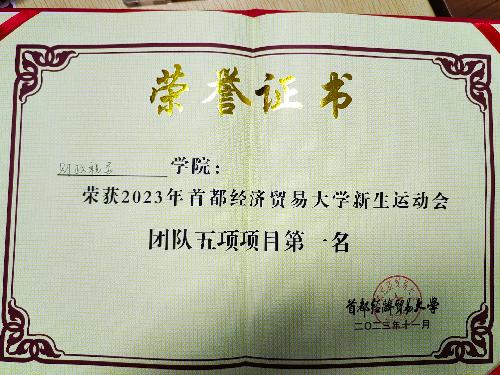 荣誉证书
财政税务 学院：
荣获2023年首都经济贸易大学新生运动会
团队五项项目第一名
首都经济贸易大学
二〇二三年十一月